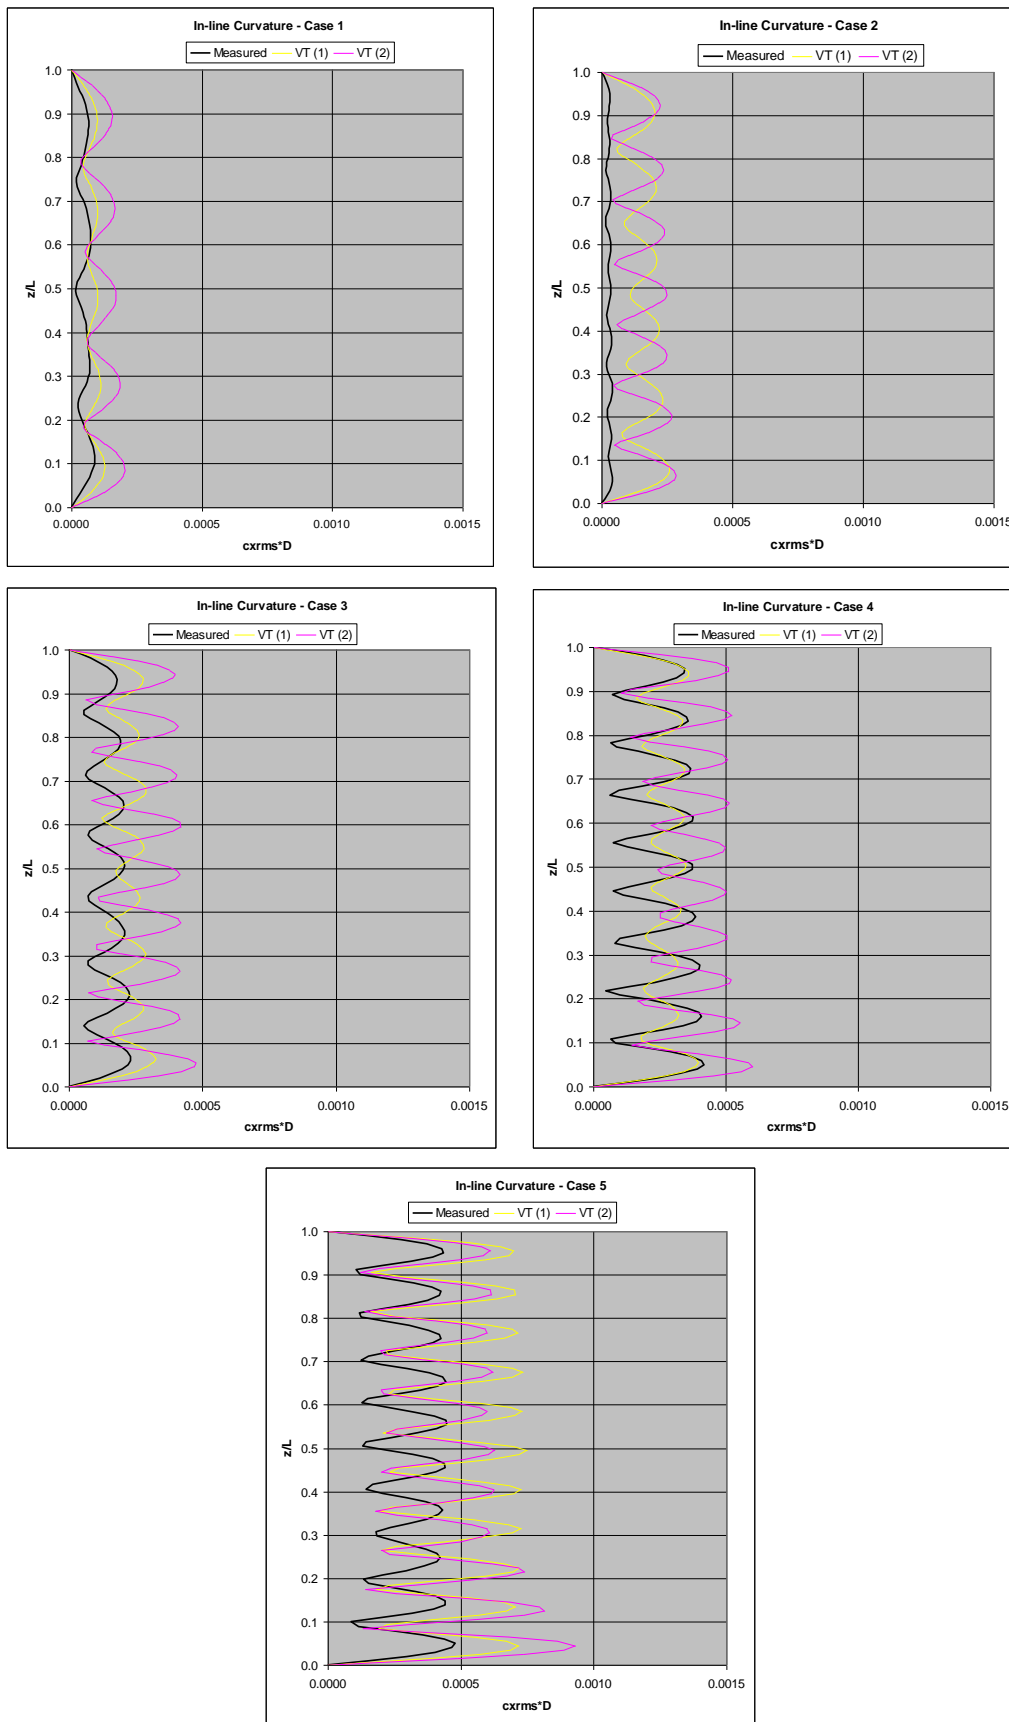 In-line Curvature - Case 1
Measured VT (1) VT (2)
1.0
0.9
0.8
0.7
0.6
0.5
0.4
0.3
0.2
0.1
0.0
z/L
0.0000 0.0005 0.0010 0.0015
cxrms*D
In-line Curvature - Case 2
Measured VT (1) VT (2)
1.0
0.9
0.8
0.7
0.6
0.5
0.4
0.3
0.2
0.1
0.0
z/L
0.0000 0.0005 0.0010 0.0015
cxrms*D
In-line Curvature - Case 3
Measured VT (1) VT (2)
1.0
0.9
0.8
0.7
0.6
0.5
0.4
0.3
0.2
0.1
0.0
z/L
0.0000 0.0005 0.0010 0.0015
cxrms*D
In-line Curvature - Case 4
Measured VT (1) VT (2)
1.0
0.9
0.8
0.7
0.6
0.5
0.4
0.3
0.2
0.1
0.0
z/L
0.0000 0.0005 0.0010 0.0015
cxrms*D
In-line Curvature - Case 5
Measured VT (1) VT (2)
1.0
0.9
0.8
0.7
0.6
0.5
0.4
0.3
0.2
0.1
0.0
z/L
0.0000 0.0005 0.0010 0.0015
cxrms*D